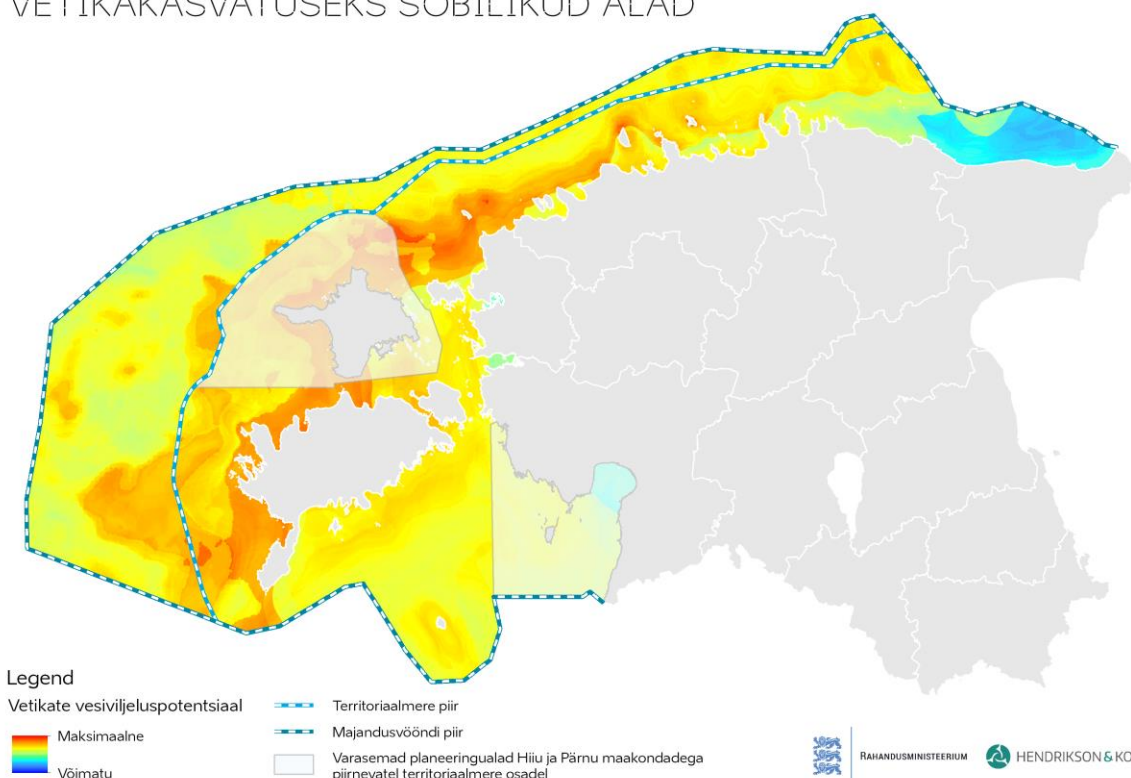 VETIKAKASVATUSEKS SOBILIKUD ALAD
Legend
Vetikate vesiviljeluspotentsiaal
Maksimaalne
Võimatu
Territoriaalmere piir
Majandusvööndi piir
Varasemad planeeringualad Hiiu ja Pärnu maakondadega
piirnevatel territoriaalmere osadel
RAHANDUSMINISTEERIUM
HENDRIKSON & KO